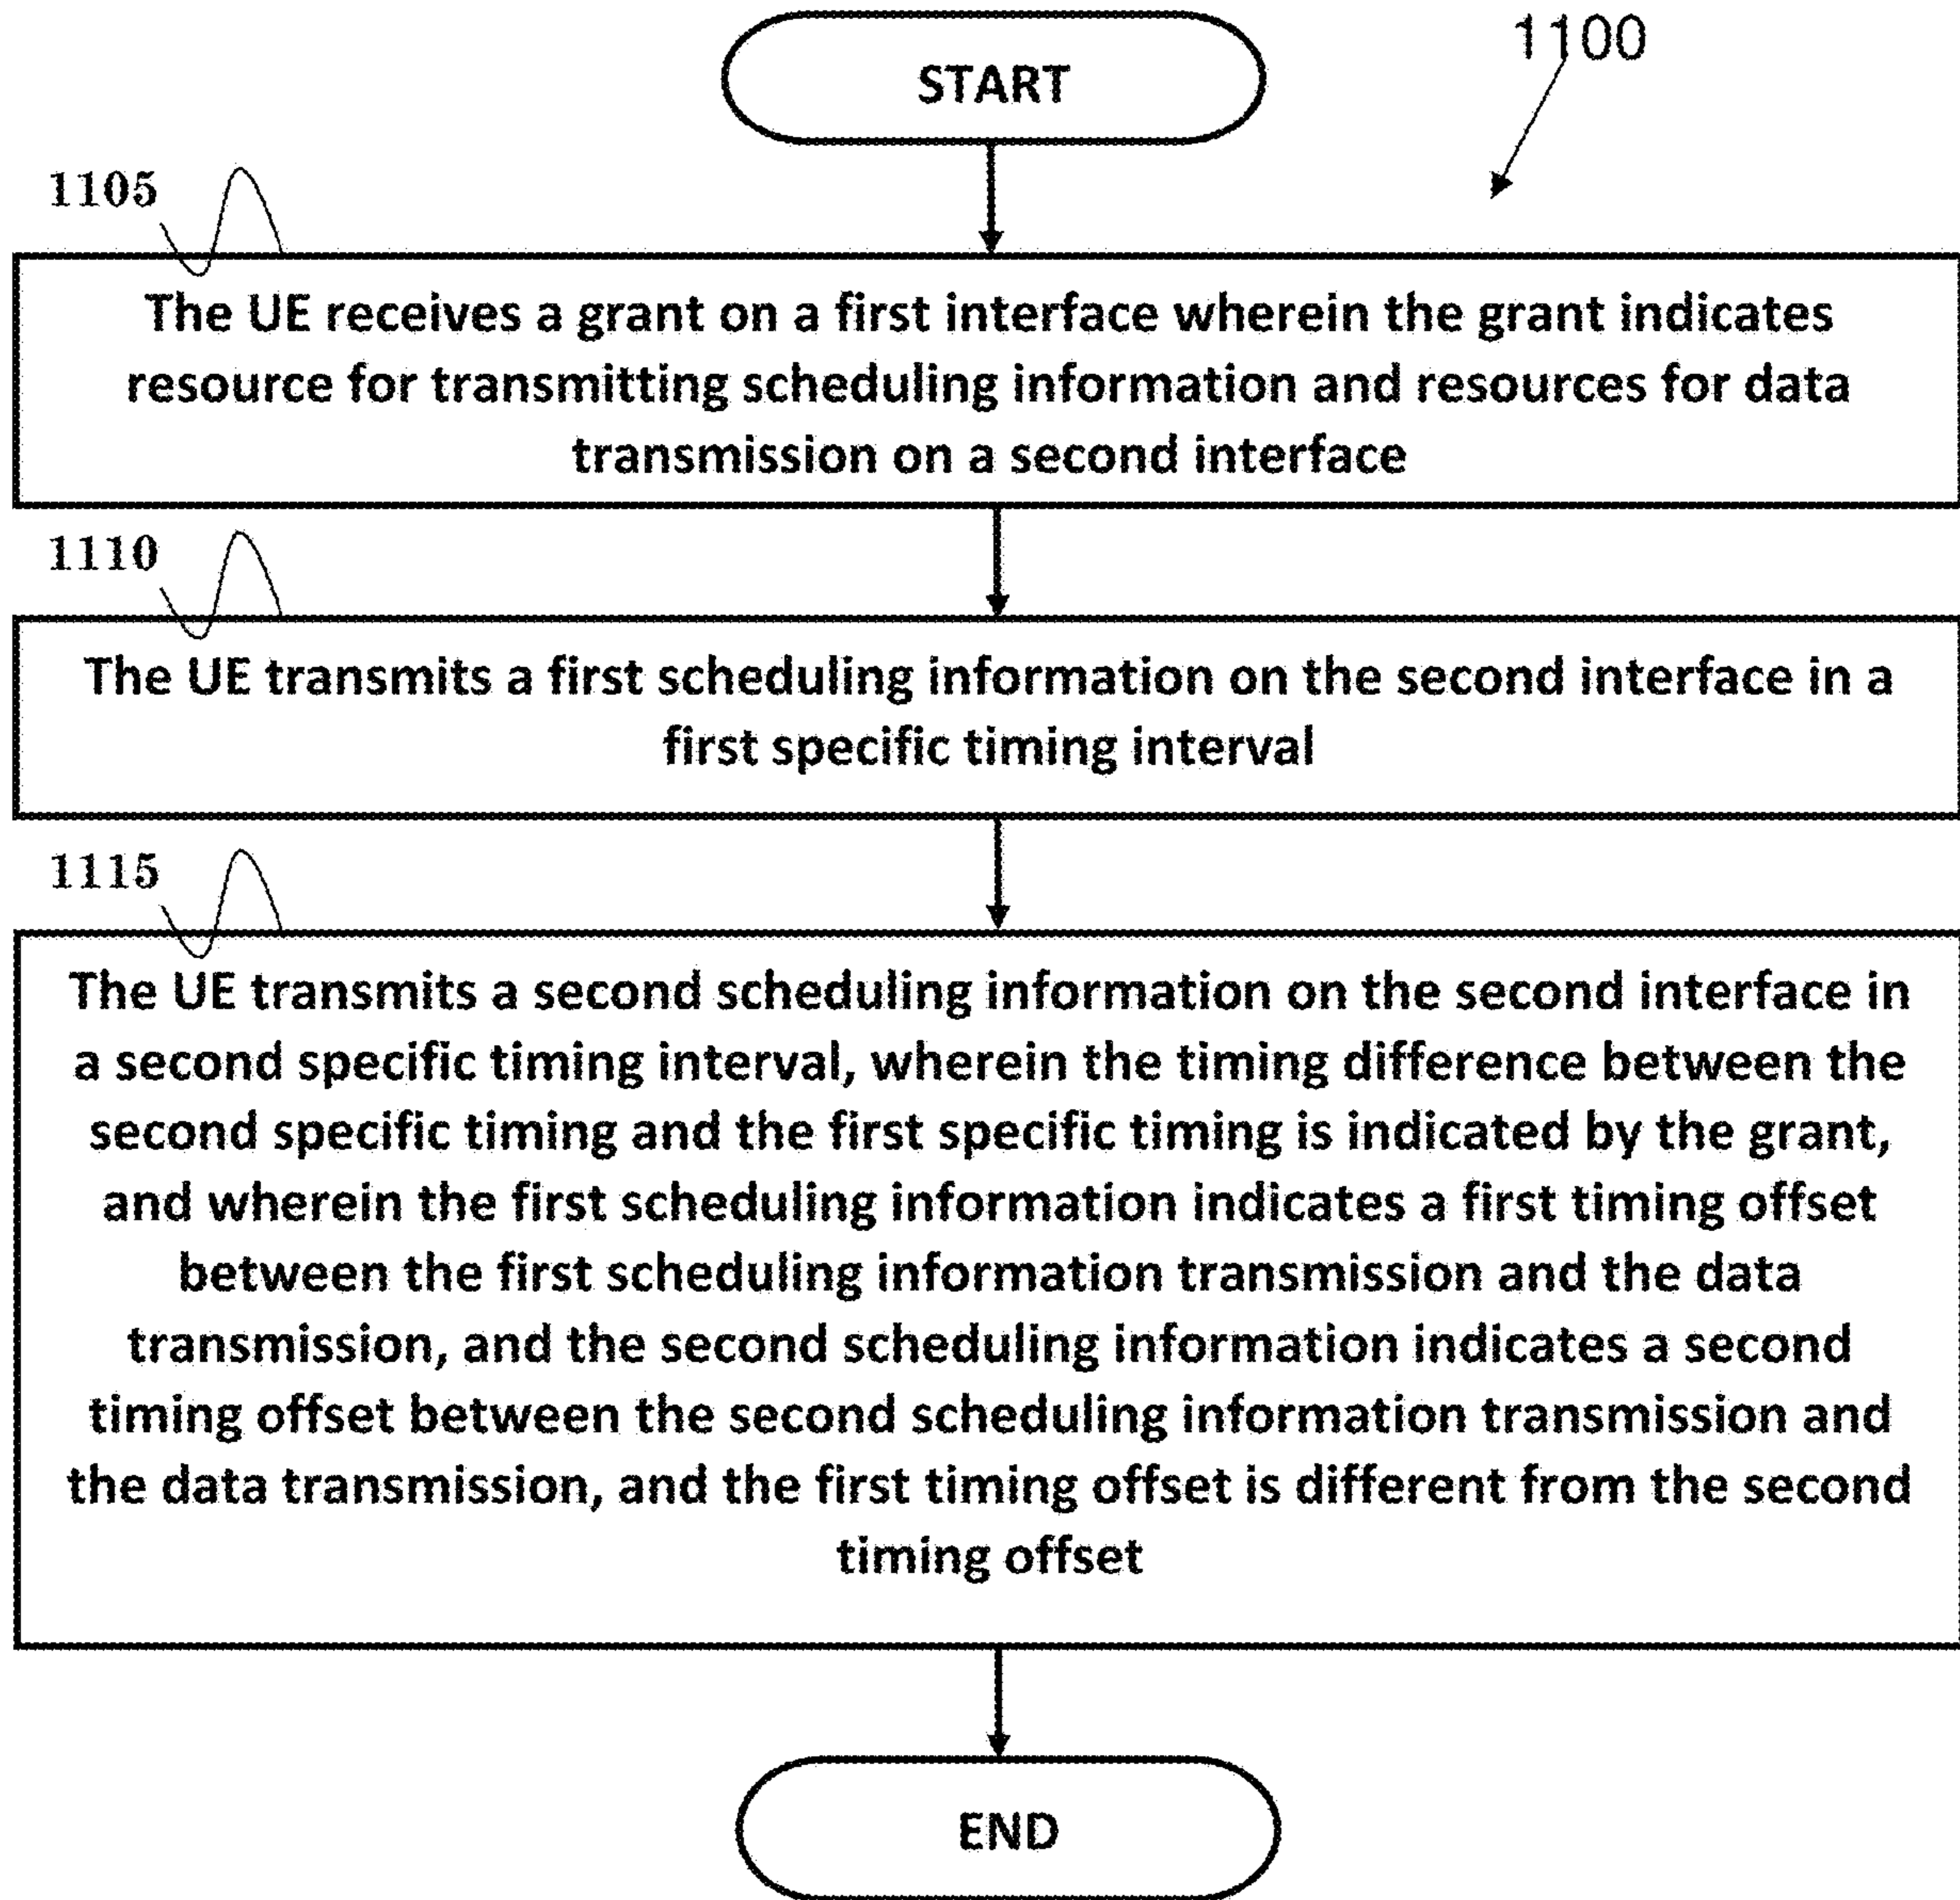 START
1100
1105
The UE receives a grant on a first interface wherein the grant indicates
resource for transmitting scheduling information and resources for data
transmission on a second interface
1110
The UE transmits a first scheduling information on the second interface in a
first specific timing interval
1115
The UE transmits a second scheduling information on the second interface in
a second specific timing interval, wherein the timing difference between the
second specific timing and the first specific timing is indicated by the grant,
and wherein the first scheduling information indicates a first timing offset
between the first scheduling information transmission and the data
transmission, and the second scheduling information indicates a second
timing offset between the second scheduling information transmission and
the data transmission, and the first timing offset is different from the second
timing offset
END